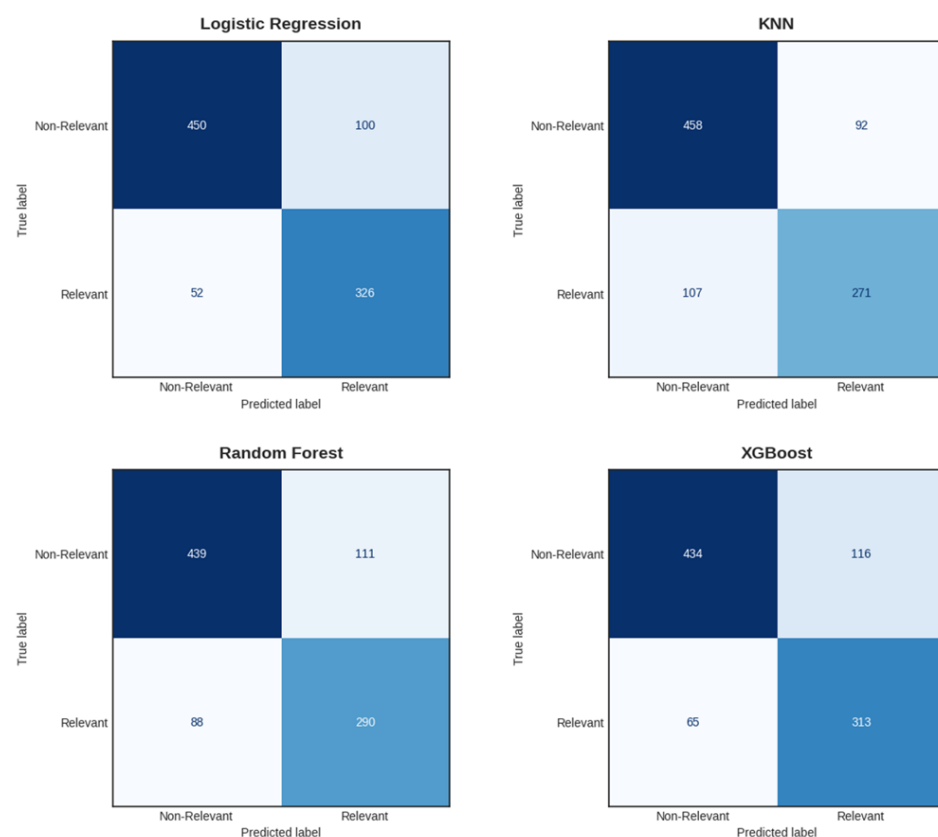 Logistic Regression
Non-Relevant
450
100
True label
Relevant
52
326
Non-Relevant
Relevant
Predicted label
KNN
Non-Relevant
458
92
True label
Relevant
107
271
Non-Relevant
Relevant
Predicted label
Random Forest
Non-Relevant
439
111
True label
Relevant
88
290
Non-Relevant
Relevant
Predicted label
XGBoost
Non-Relevant
434
116
True label
Relevant
65
313
Non-Relevant
Relevant
Predicted label